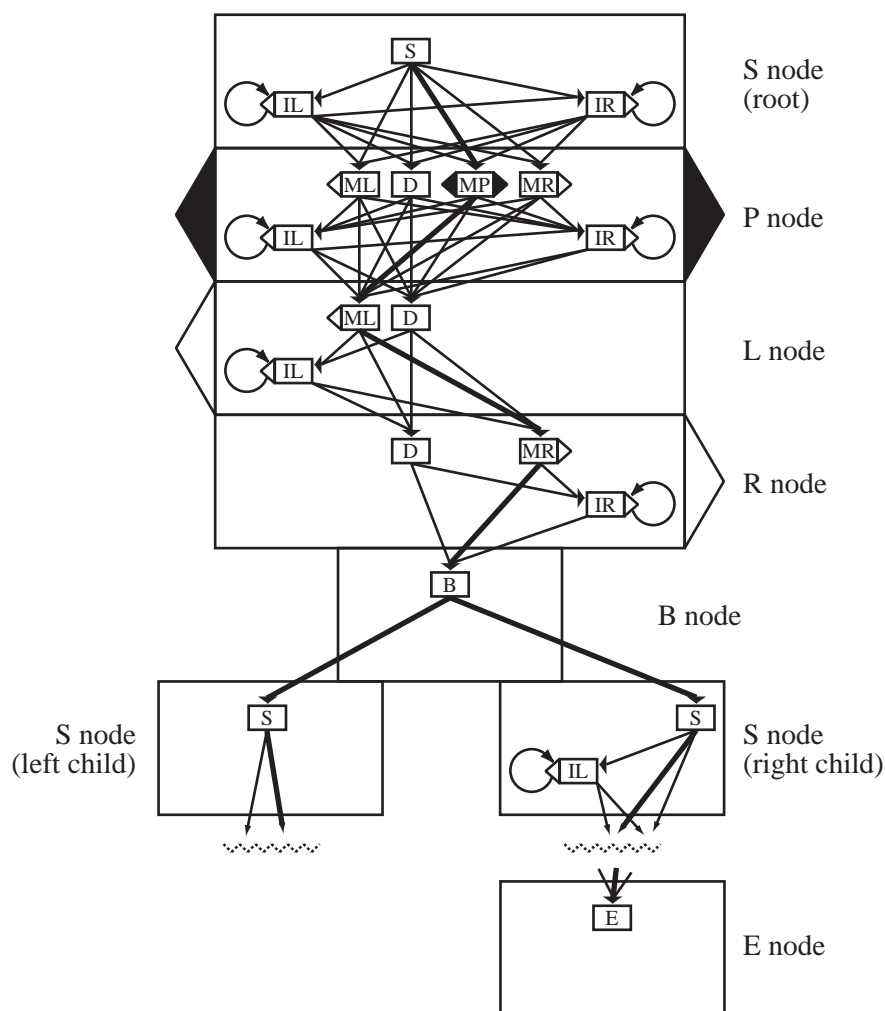 S
S node
(root)
IL
IR
ML
D
MP
MR
P node
IL
IR
ML
D
L node
IL
D
MR
R node
IR
B
B node
S
S
S node
(left child)
S node
(right child)
IL
E
E node